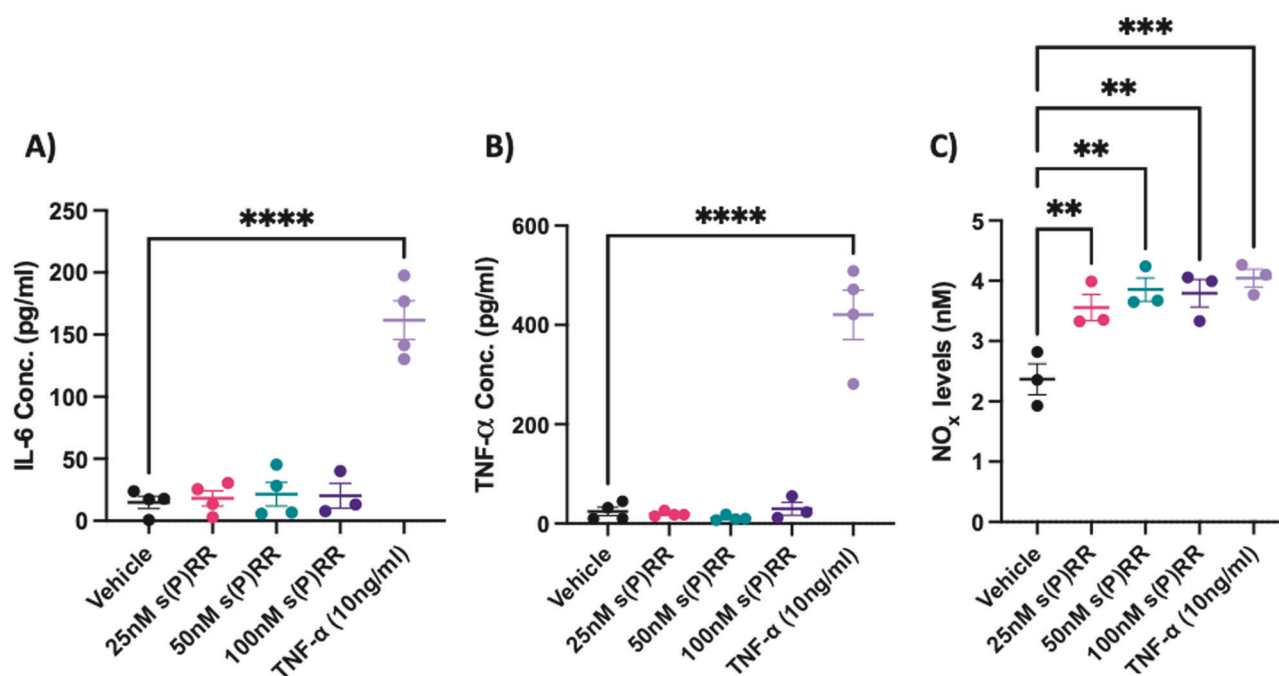 A)
****
IL-6 Conc. (pg/ml)
250
200
150
100
50
0
Vehicle
25nM s(P)RR
50nM s(P)RR
100nM s(P)RR
TNF-α (10ng/ml)
B)
****
TNF-α Conc. (pg/ml)
600
400
200
0
Vehicle
25nM s(P)RR
50nM s(P)RR
100nM s(P)RR
TNF-α (10ng/ml)
C)
***
**
**
**
NOx levels (nM)
5
4
3
2
1
0
Vehicle
25nM s(P)RR
50nM s(P)RR
100nM s(P)RR
TNF-α (10ng/ml)